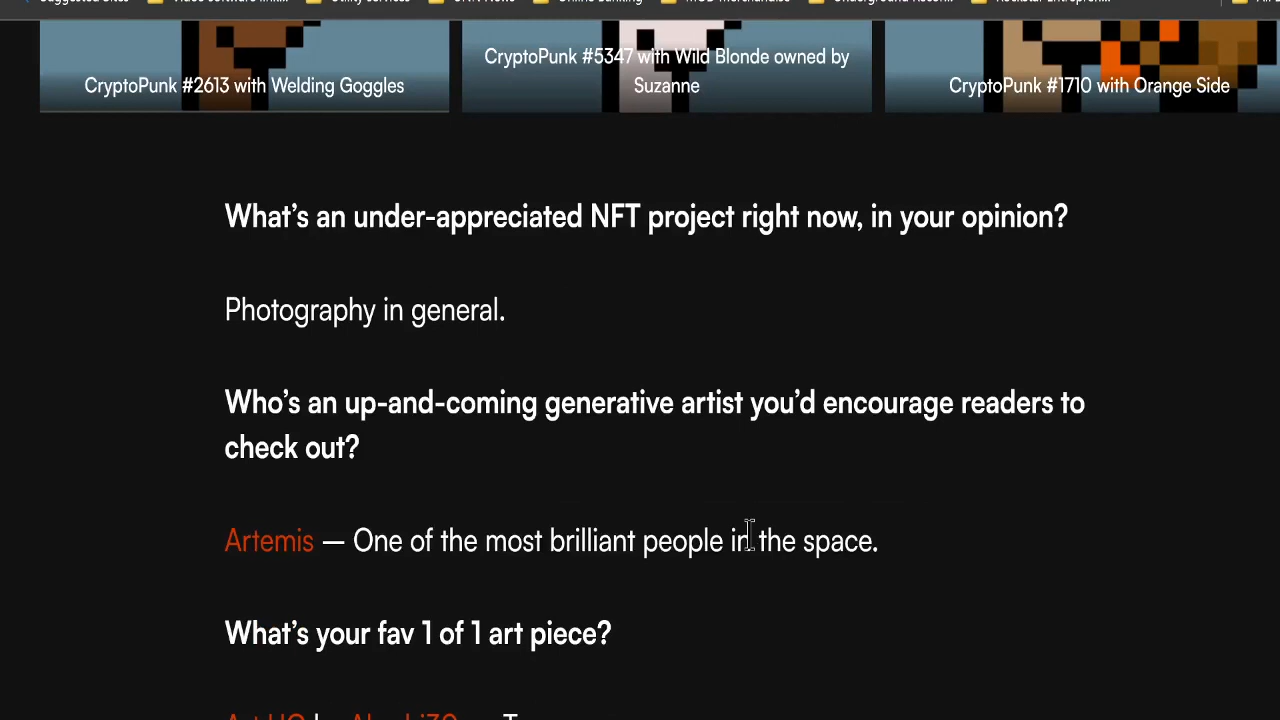 CryptoPunk #2613 with Welding Goggles
CryptoPunk #5347 with Wild Blonde owned by
Suzanne
CryptoPunk #1710 with Orange Side
What's an under-appreciated NFT project right now, in your opinion?
Photography in general.
Who's an up-and-coming generative artist you'd encourage readers to
check out?
Artemis — One of the most brilliant people in the space.
What's your fav 1 of 1 art piece?